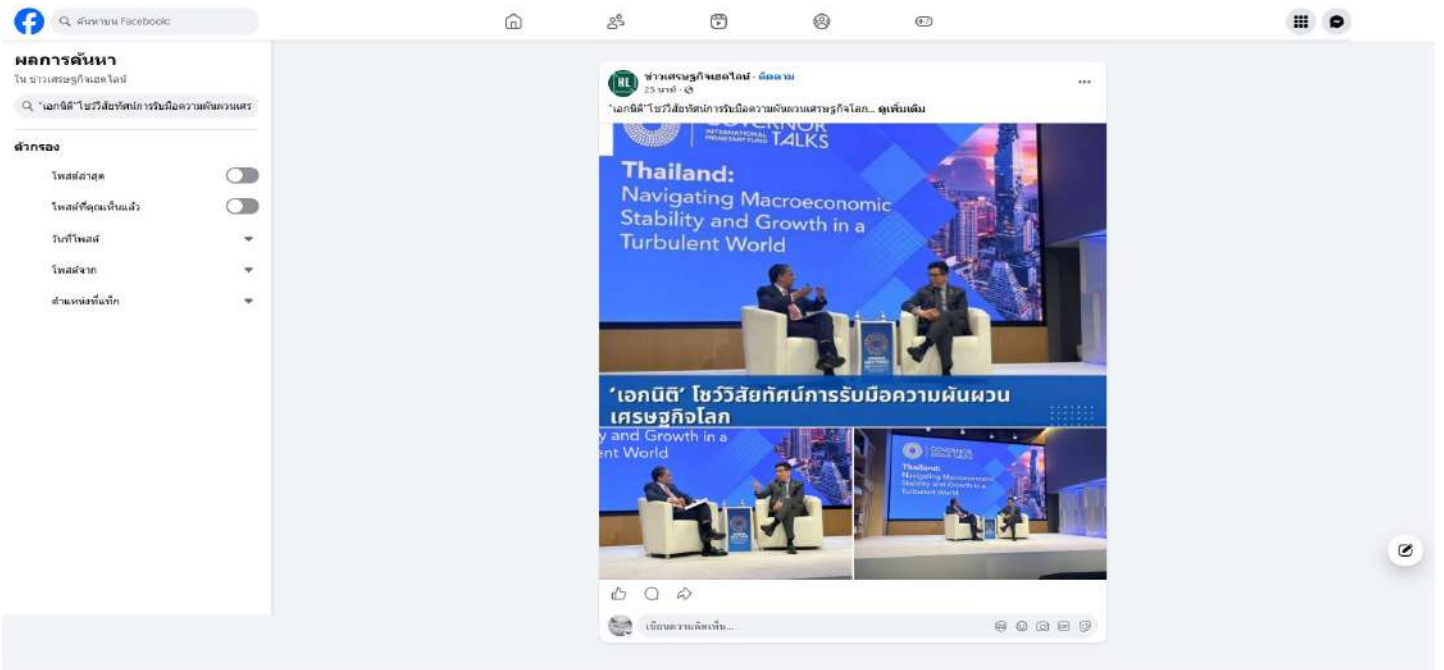 ค้นหาบน Facebook
ผลการค้นหา
ใน ข่าวเศรษฐกิจเฮดไลน์
"เอกนิติ"โชว์วิสัยทัศน์การรับมือความผันผวนเศร
ตัวกรอง
โพสต์ล่าสุด
โพสต์ที่คุณเห็นแล้ว
วันที่โพสต์
โพสต์จาก
ตำแหน่งที่แท็ก
HL
ข่าวเศรษฐกิจเฮดไลน์ · ติดตาม
25 นาที ·
"เอกนิติ"โชว์วิสัยทัศน์การรับมือความผันผวนเศรษฐกิจโลก... ดูเพิ่มเติม
GOVERNOR
INTERNATIONAL
MONETARY FUND TALKS
Thailand:
Navigating Macroeconomic
Stability and Growth in a
Turbulent World
‘เอกนิติ’ โชว์วิสัยทัศน์การรับมือความผันผวน
เศรษฐกิจโลก
y and Growth in a
ent World
GOVERNOR
TALKS
Thailand:
Navigating Macroeconomic
Stability and Growth in a
Turbulent World
เขียนความคิดเห็น...